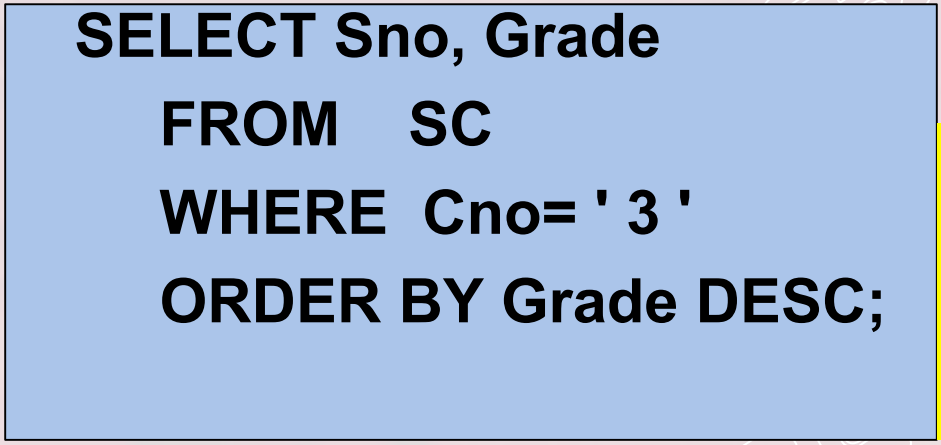 SELECT Sno, Grade
FROM SC
WHERE Cno= ' 3 '
ORDER BY Grade DESC;